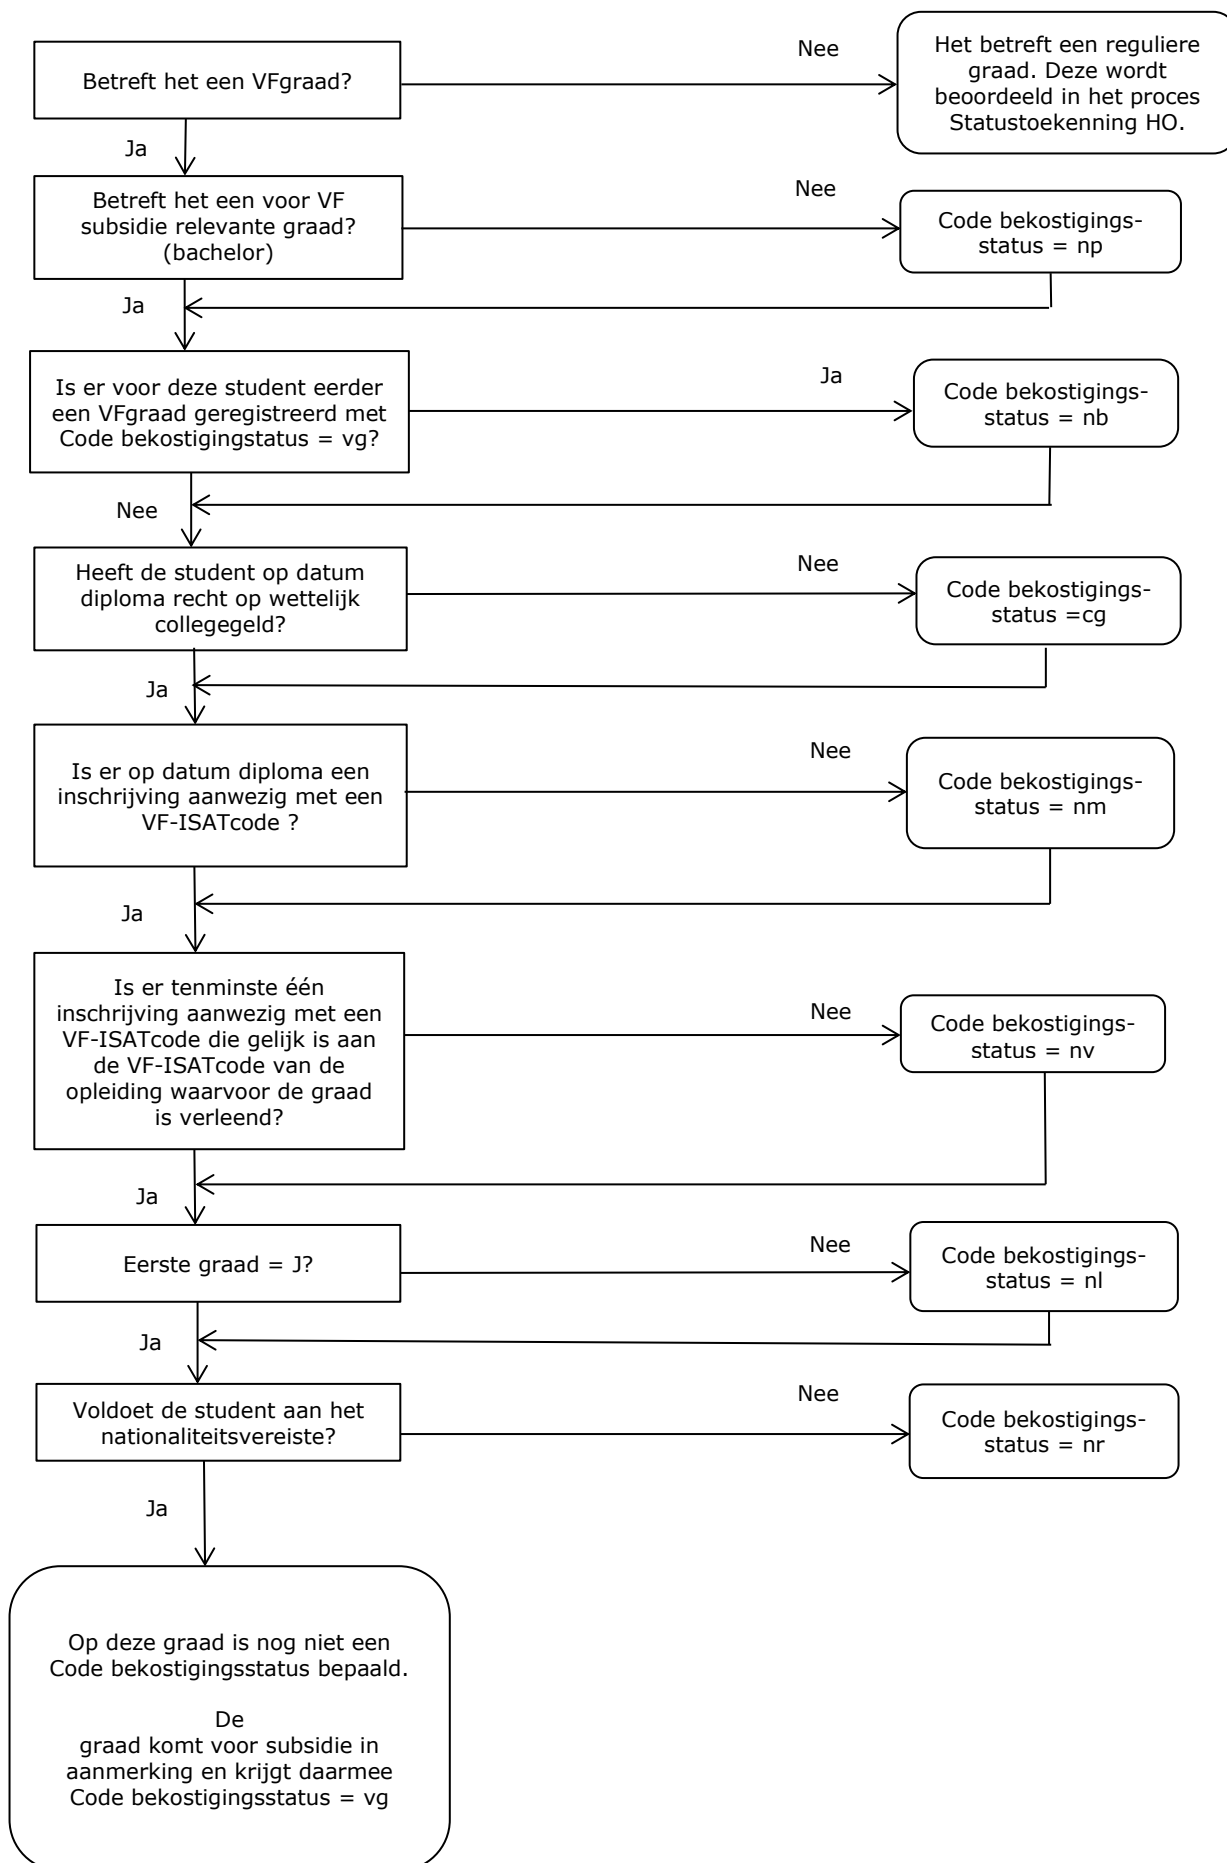 Betreft het een VFgraad?
Nee
Het betreft een reguliere
graad. Deze wordt
beoordeeld in het proces
Statustoekenning HO.
Ja
Betreft het een voor VF
subsidie relevante graad?
(bachelor)
Nee
Code bekostigings-
status = np
Ja
Is er voor deze student eerder
een VFgraad geregistreerd met
Code bekostigingstatus = vg?
Ja
Code bekostigings-
status = nb
Nee
Heeft de student op datum
diploma recht op wettelijk
collegegeld?
Nee
Code bekostigings-
status =cg
Ja
Is er op datum diploma een
inschrijving aanwezig met een
VF-ISATcode ?
Nee
Code bekostigings-
status = nm
Ja
Is er tenminste één
inschrijving aanwezig met een
VF-ISATcode die gelijk is aan
de VF-ISATcode van de
opleiding waarvoor de graad
is verleend?
Nee
Code bekostigings-
status = nv
Ja
Eerste graad = J?
Nee
Code bekostigings-
status = nl
Ja
Voldoet de student aan het
nationaliteitsvereiste?
Nee
Code bekostigings-
status = nr
Ja
Op deze graad is nog niet een
Code bekostigingsstatus bepaald.
De
graad komt voor subsidie in
aanmerking en krijgt daarmee
Code bekostigingsstatus = vg